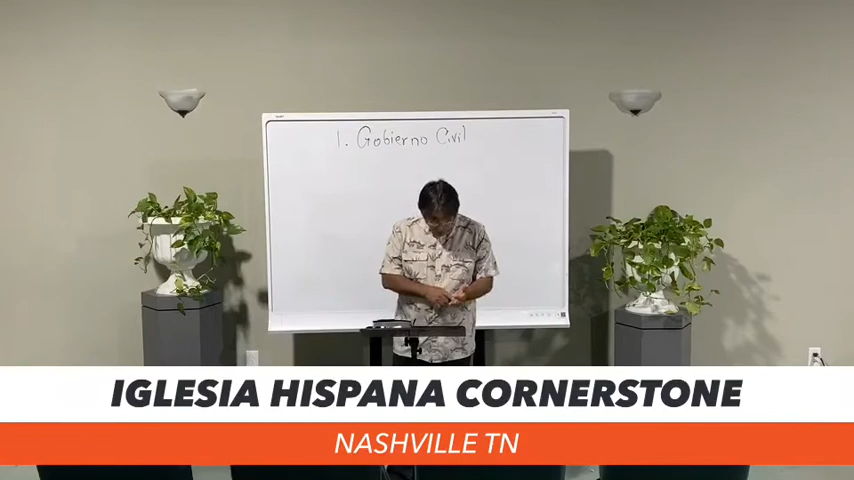 1. Gobierno Civil
IGLESIA HISPANA CORNERSTONE
NASHVILLE TN